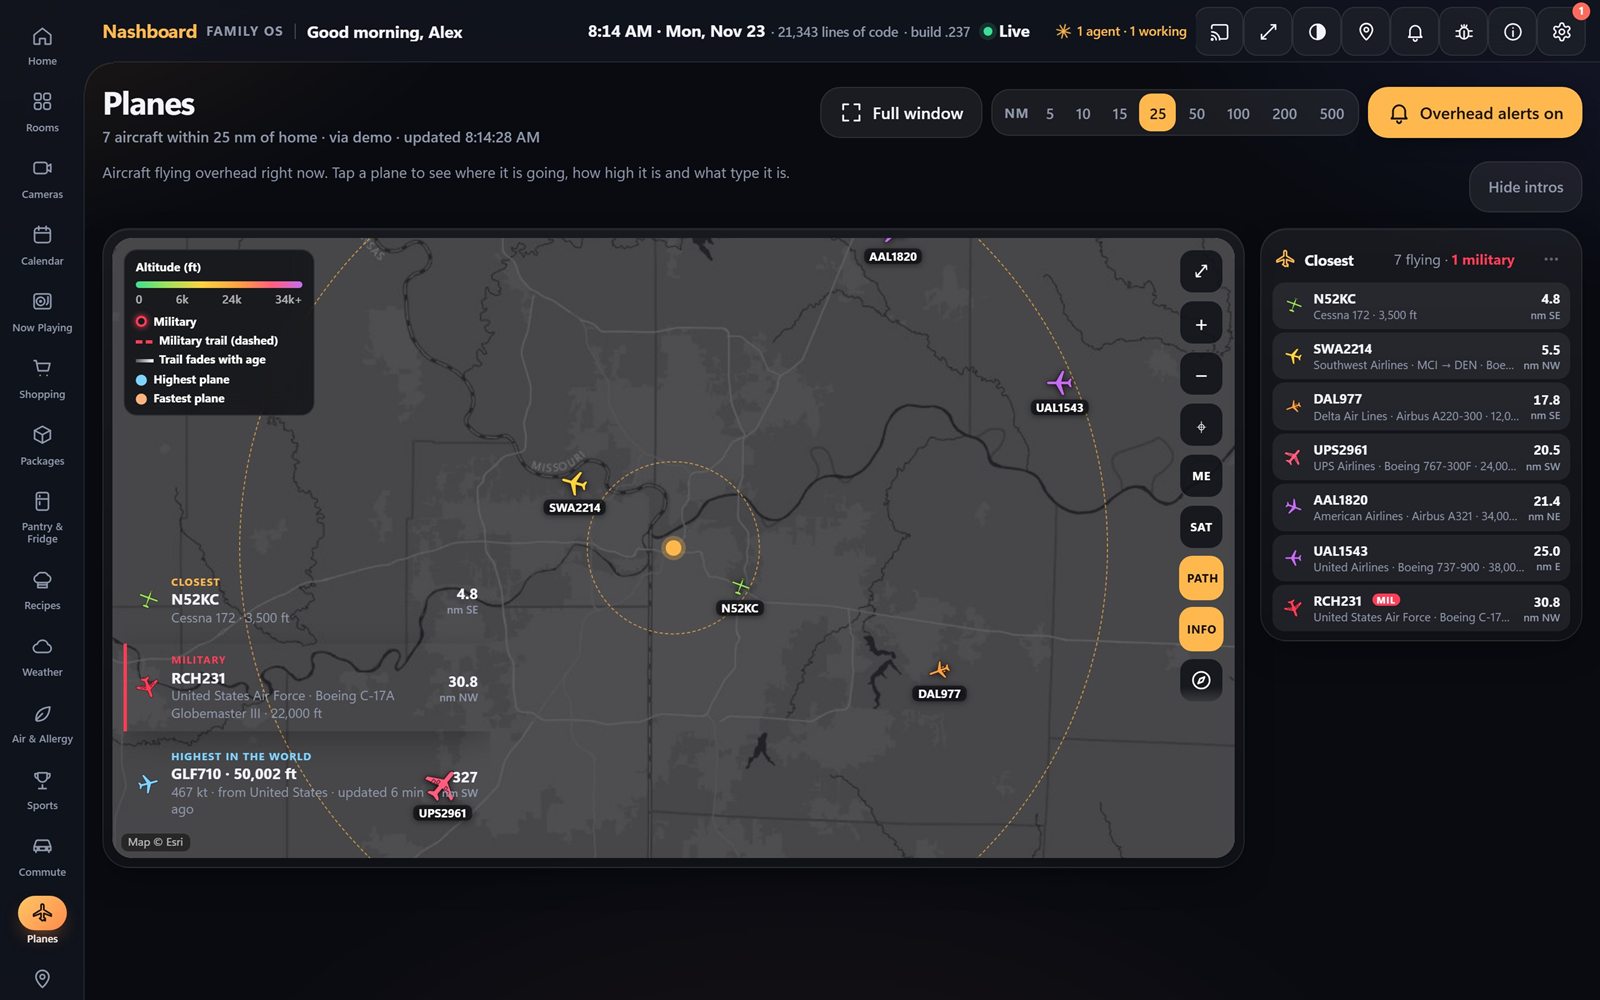 Nashboard FAMILY OS Good morning, Alex
8:14 AM · Mon, Nov 23 · 21,343 lines of code · build .237 Live
1 agent · 1 working
1
Home
Rooms
Cameras
Calendar
Now Playing
Shopping
Packages
Pantry & Fridge
Recipes
Weather
Air & Allergy
Sports
Commute
Planes
Planes
7 aircraft within 25 nm of home · via demo · updated 8:14:28 AM
Aircraft flying overhead right now. Tap a plane to see where it is going, how high it is and what type it is.
Full window
NM 5 10 15 25 50 100 200 500
Overhead alerts on
Hide intros
Altitude (ft)
0 6k 24k 34k+
Military
Military trail (dashed)
Trail fades with age
Highest plane
Fastest plane
MISSOURI
AAL1820
UAL1543
SWA2214
N52KC
DAL977
UPS2961
+
−
ME
SAT
PATH
INFO
CLOSEST
N52KC
Cessna 172 · 3,500 ft
4.8
nm SE
MILITARY
RCH231
United States Air Force · Boeing C-17A
Globemaster III · 22,000 ft
30.8
nm NW
HIGHEST IN THE WORLD
GLF710 · 50,002 ft
467 kt · from United States · updated 6 min
ago
327
nm SW
Map © Esri
Closest 7 flying · 1 military ···
N52KC 4.8
Cessna 172 · 3,500 ft nm SE
SWA2214 5.5
Southwest Airlines · MCI → DEN · Boe... nm NW
DAL977 17.8
Delta Air Lines · Airbus A220-300 · 12,0... nm SE
UPS2961 20.5
UPS Airlines · Boeing 767-300F · 24,00... nm SW
AAL1820 21.4
American Airlines · Airbus A321 · 34,00... nm NE
UAL1543 25.0
United Airlines · Boeing 737-900 · 38,00... nm E
RCH231 MIL 30.8
United States Air Force · Boeing C-17... nm NW